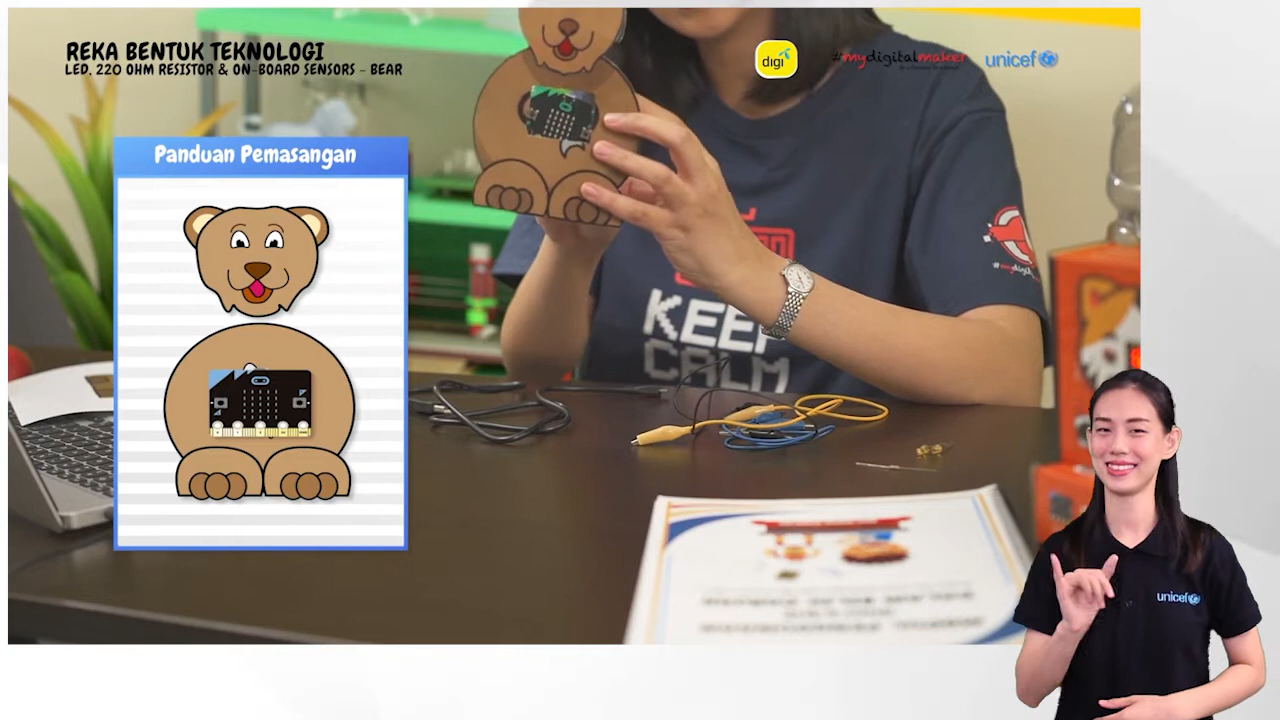 REKA BENTUK TEKNOLOGI
LED, 220 OHM RESISTOR & ON-BOARD SENSORS - BEAR
digi
#mydigitalmaker
unicef
Panduan Pemasangan
KEEP
CALM
unicef